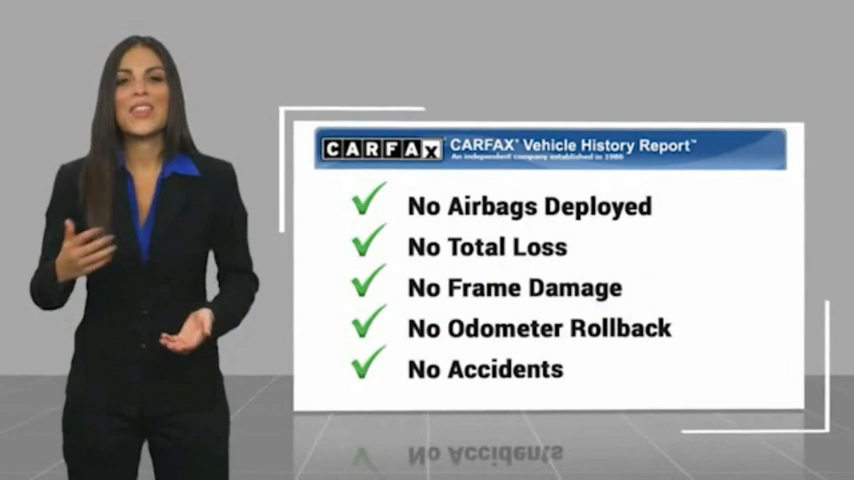 CARFAX CARFAX® Vehicle History Report™
An independent company established in 1986
No Airbags Deployed
No Total Loss
No Frame Damage
No Odometer Rollback
No Accidents
No Accidents